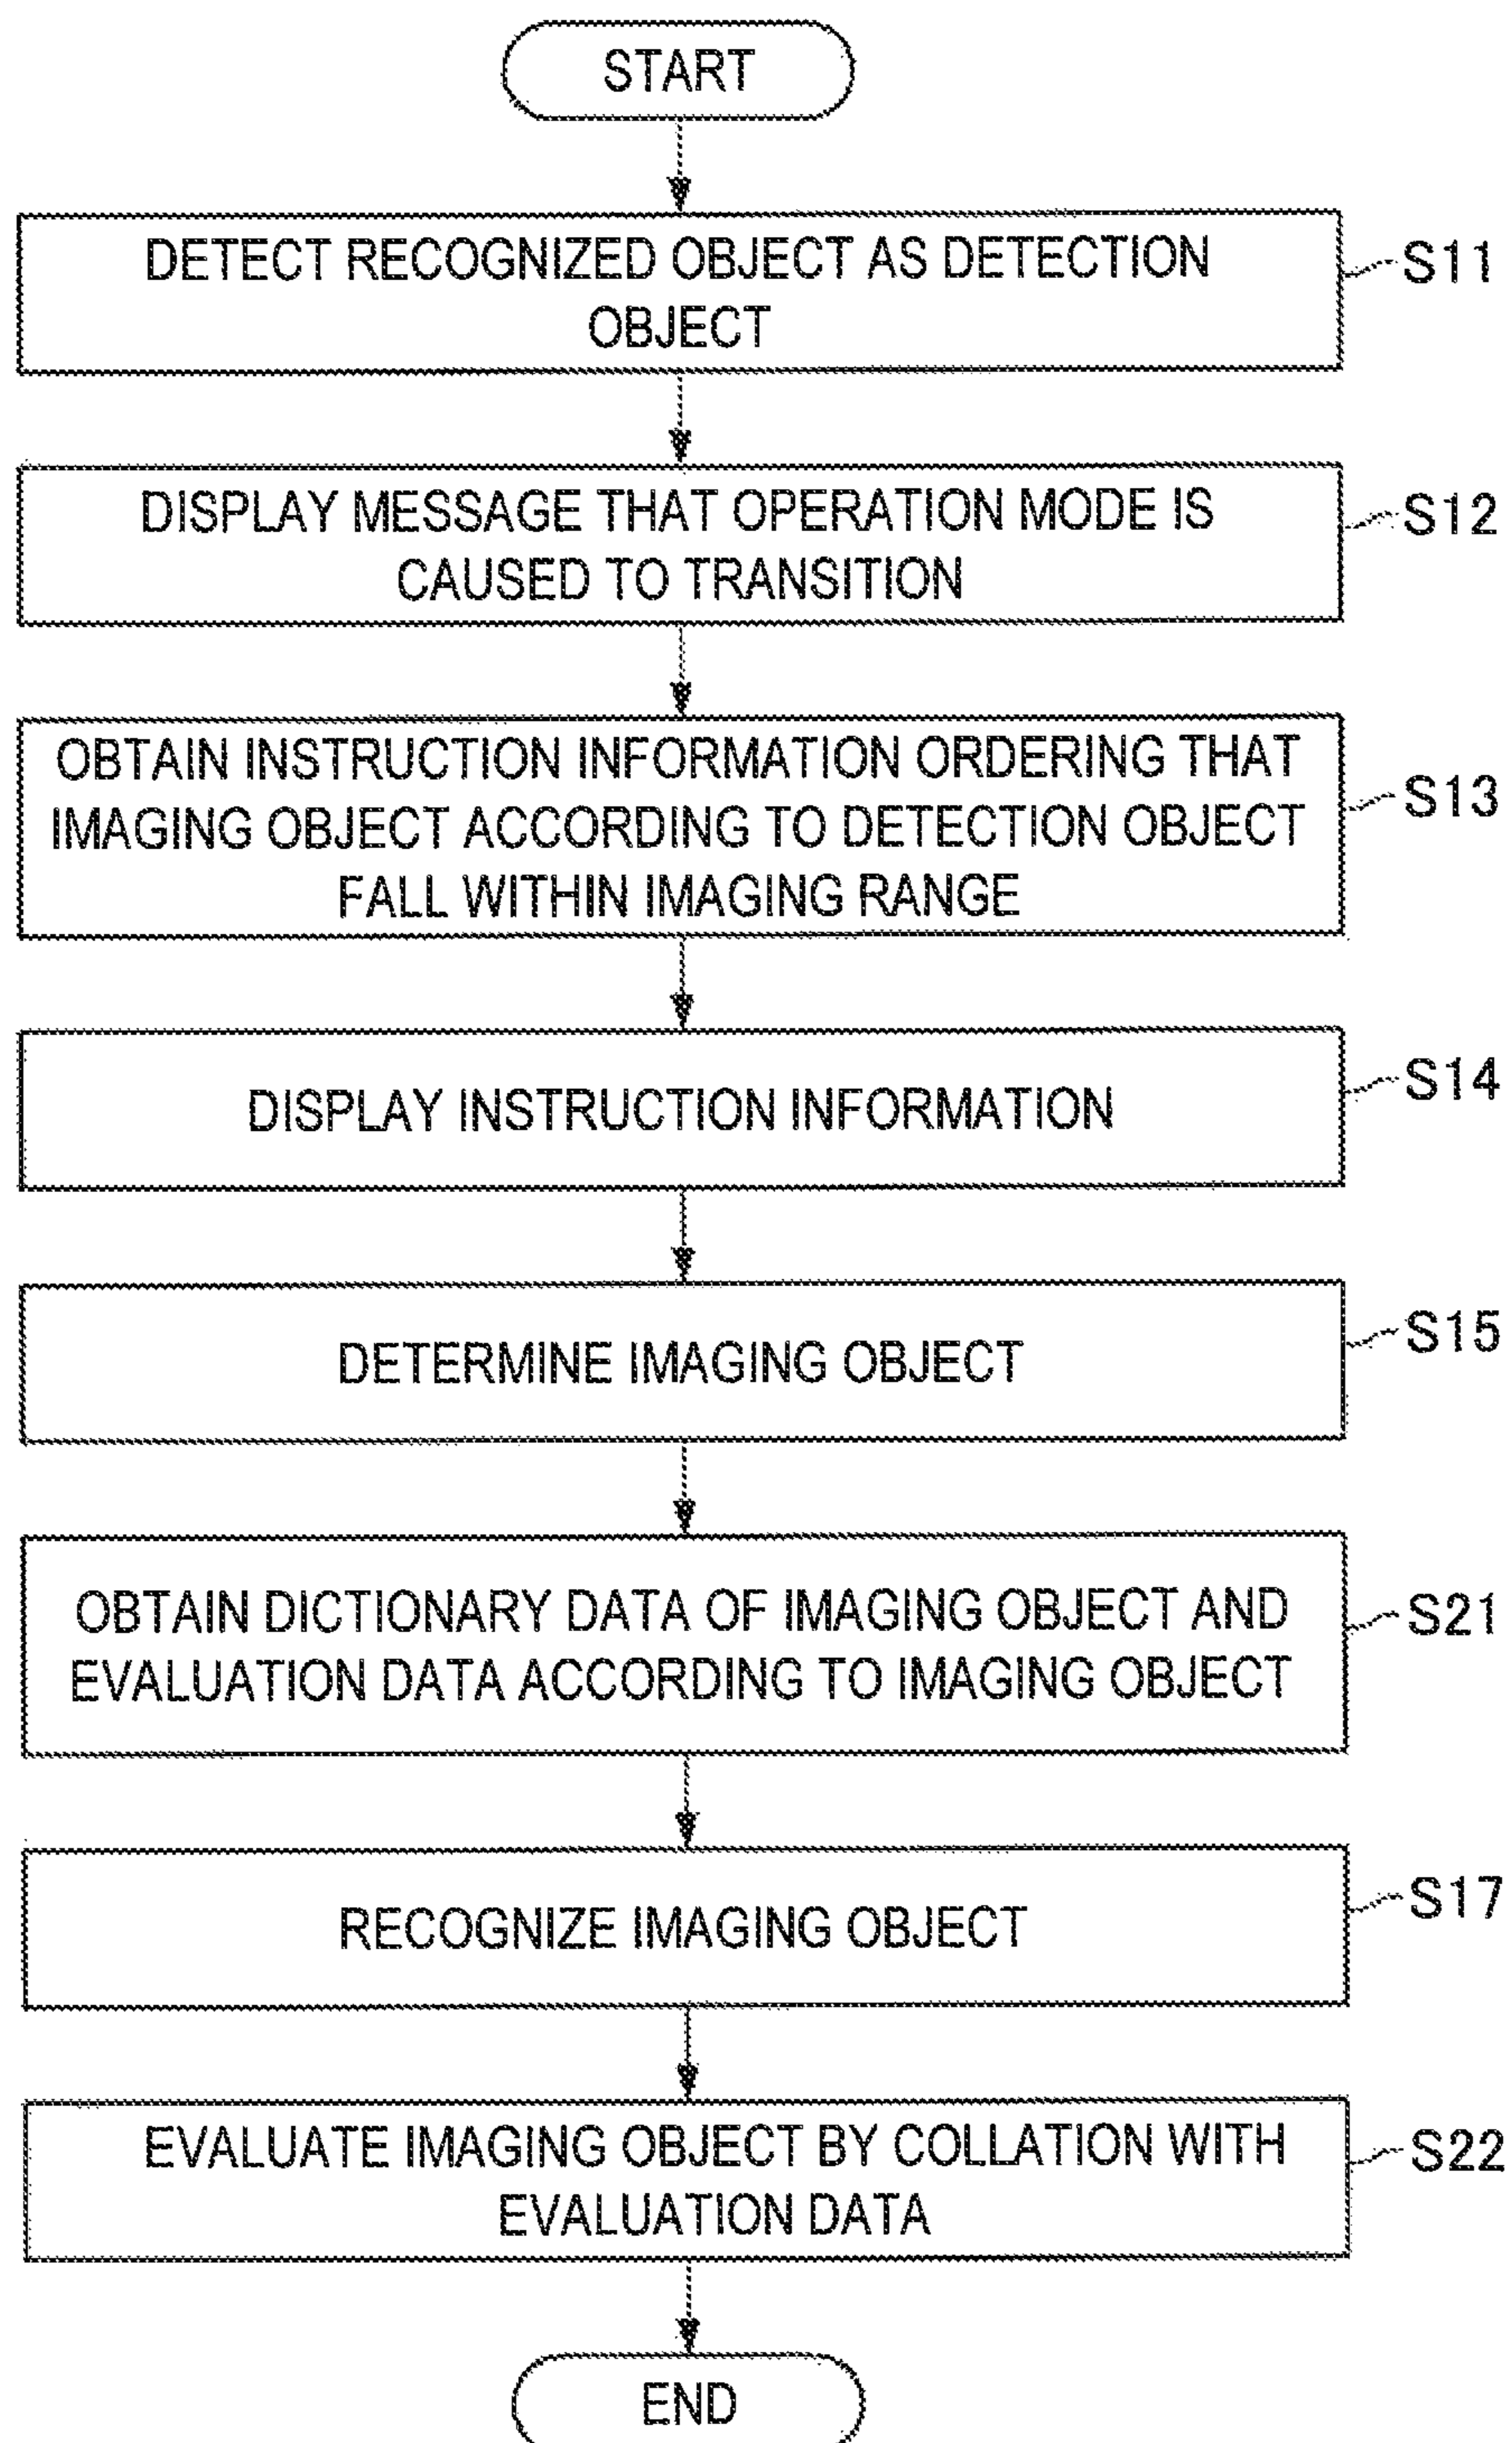 START
DETECT RECOGNIZED OBJECT AS DETECTION
OBJECT
S11
DISPLAY MESSAGE THAT OPERATION MODE IS
CAUSED TO TRANSITION
S12
OBTAIN INSTRUCTION INFORMATION ORDERING THAT
IMAGING OBJECT ACCORDING TO DETECTION OBJECT
FALL WITHIN IMAGING RANGE
S13
DISPLAY INSTRUCTION INFORMATION
S14
DETERMINE IMAGING OBJECT
S15
OBTAIN DICTIONARY DATA OF IMAGING OBJECT AND
EVALUATION DATA ACCORDING TO IMAGING OBJECT
S21
RECOGNIZE IMAGING OBJECT
S17
EVALUATE IMAGING OBJECT BY COLLATION WITH
EVALUATION DATA
S22
END